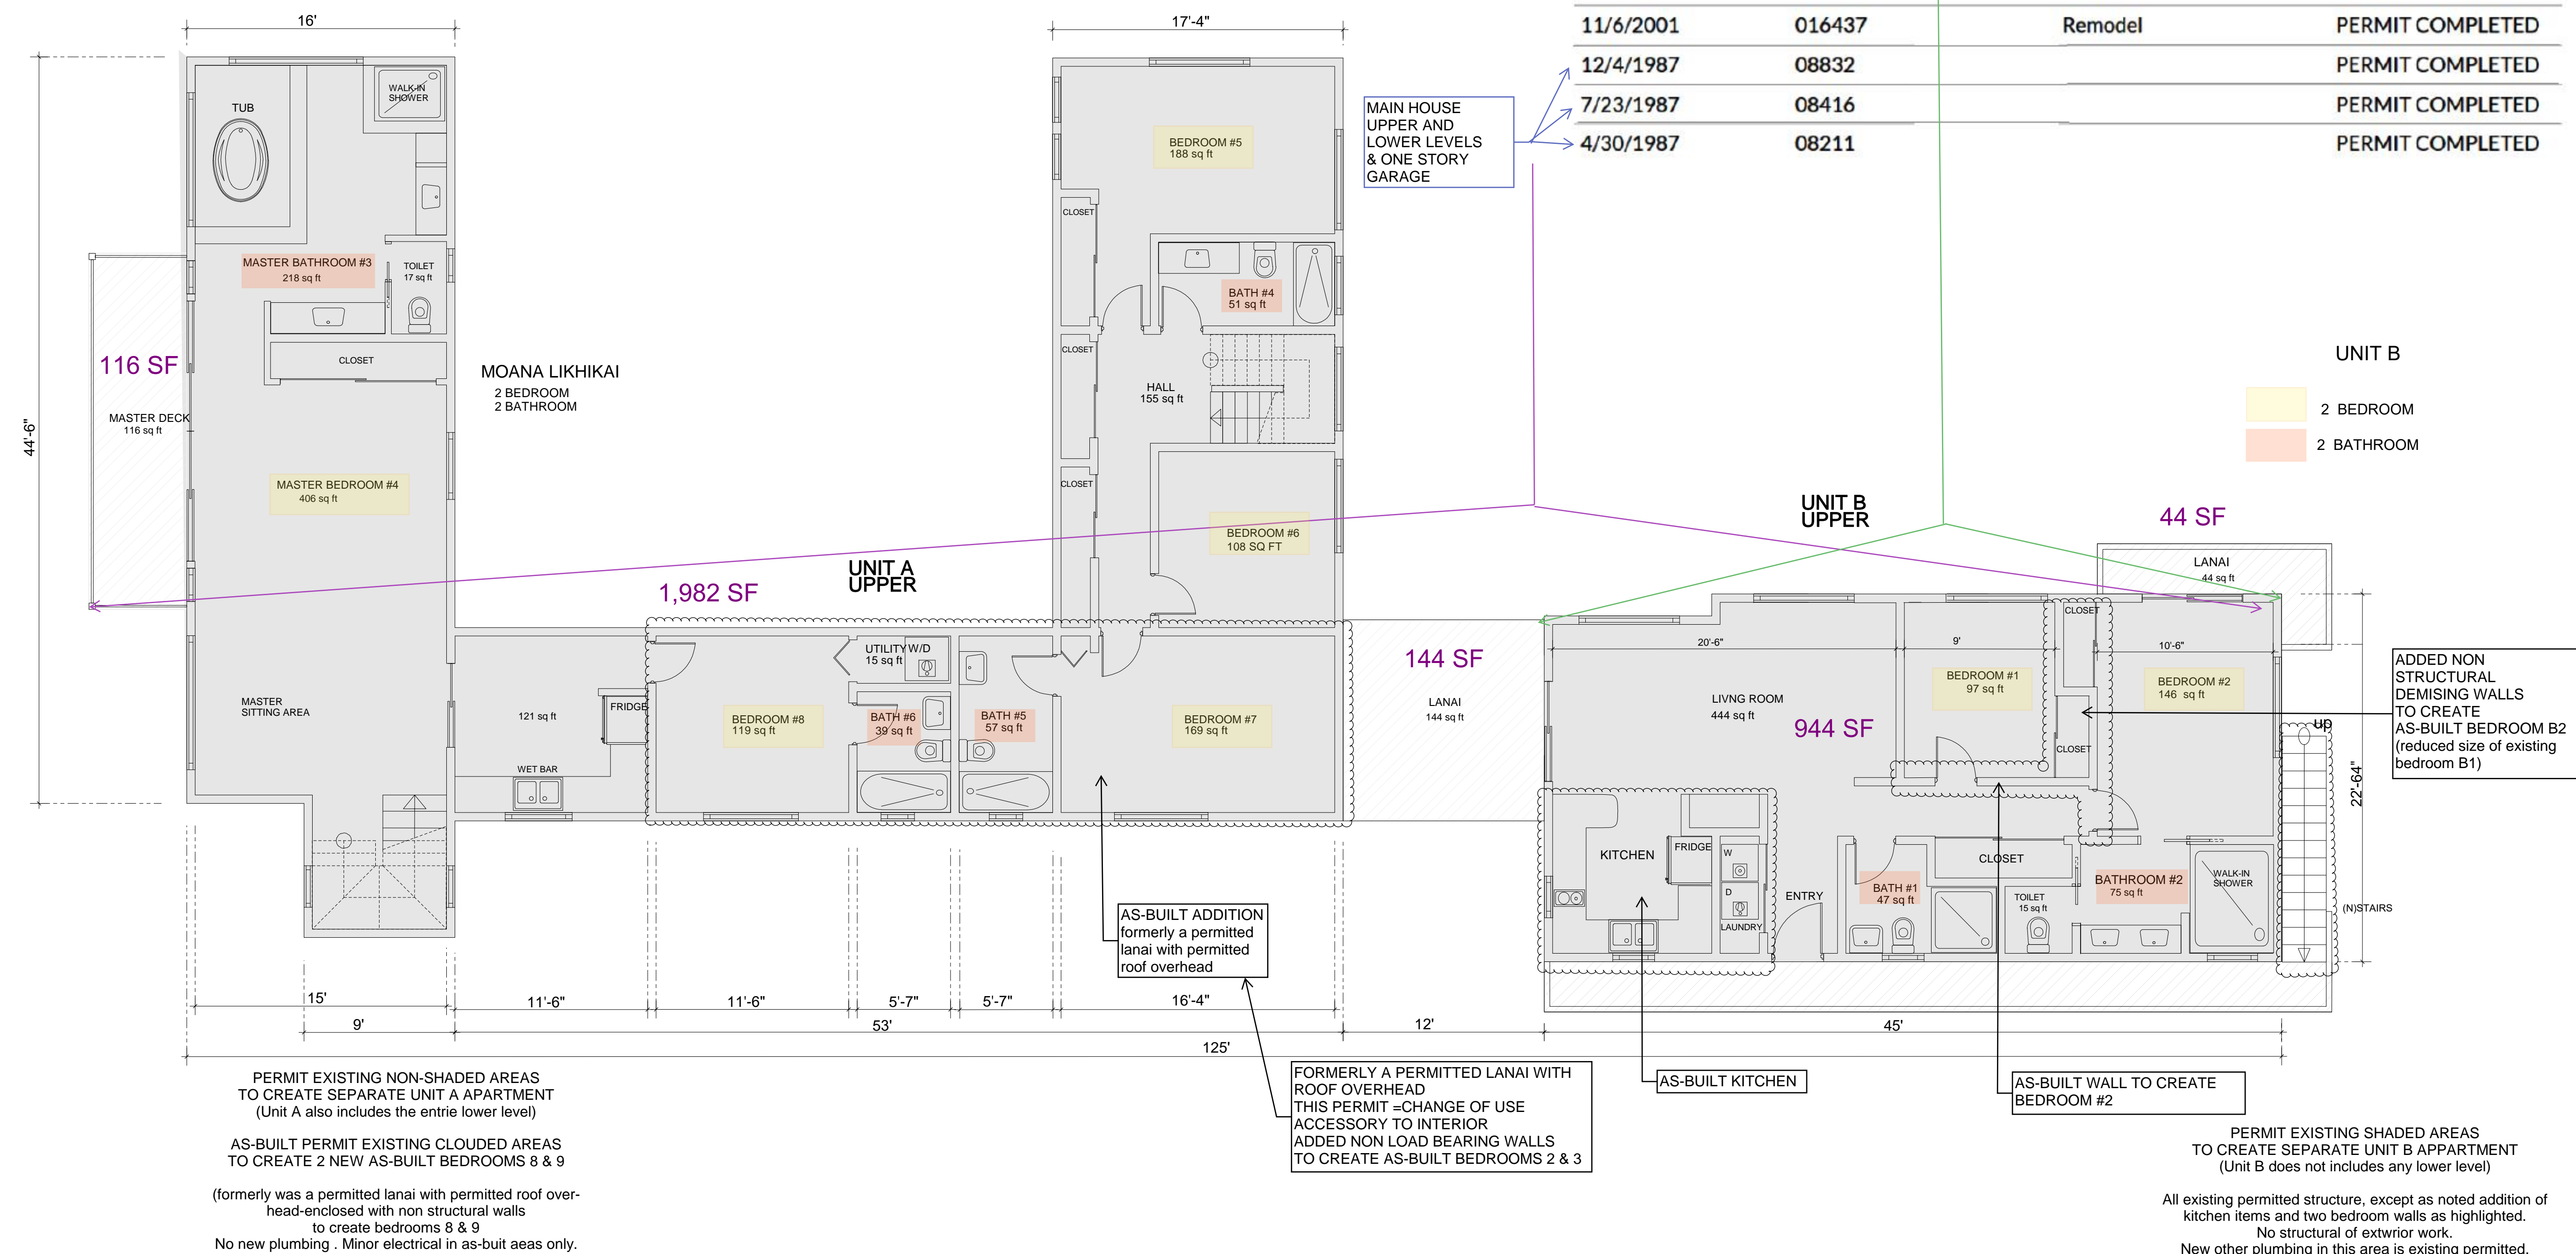 16'
17'-4"
11/6/2001 016437 Remodel PERMIT COMPLETED
12/4/1987 08832 PERMIT COMPLETED
7/23/1987 08416 PERMIT COMPLETED
4/30/1987 08211 PERMIT COMPLETED
MAIN HOUSE
UPPER AND
LOWER LEVELS
& ONE STORY
GARAGE
TUB
WALK-IN
SHOWER
MASTER BATHROOM #3
218 sq ft
TOILET
17 sq ft
CLOSET
116 SF
MASTER DECK
116 sq ft
44'-6"
MOANA LIKHIKAI
2 BEDROOM
2 BATHROOM
MASTER BEDROOM #4
406 sq ft
MASTER
SITTING AREA
BEDROOM #5
188 sq ft
CLOSET
BATH #4
51 sq ft
CLOSET
HALL
155 sq ft
CLOSET
BEDROOM #6
108 SQ FT
UNIT A
UPPER
1,982 SF
121 sq ft
FRIDGE
WET BAR
BEDROOM #8
119 sq ft
UTILITY W/D
15 sq ft
BATH #6
39 sq ft
BATH #5
57 sq ft
BEDROOM #7
169 sq ft
144 SF
LANAI
144 sq ft
UNIT B
2 BEDROOM
2 BATHROOM
UNIT B
UPPER
44 SF
LANAI
44 sq ft
20'-6"
9'
10'-6"
CLOSET
BEDROOM #1
97 sq ft
BEDROOM #2
146 sq ft
LIVNG ROOM
444 sq ft
944 SF
CLOSET
up
22'-64"
ADDED NON
STRUCTURAL
DEMISING WALLS
TO CREATE
AS-BUILT BEDROOM B2
(reduced size of existing
bedroom B1)
KITCHEN
FRIDGE
W
D
LAUNDRY
ENTRY
BATH #1
47 sq ft
CLOSET
TOILET
15 sq ft
BATHROOM #2
75 sq ft
WALK-IN
SHOWER
(N)STAIRS
AS-BUILT ADDITION
formerly a permitted
lanai with permitted
roof overhead
15'
11'-6"
11'-6"
5'-7"
5'-7"
16'-4"
9'
53'
12'
45'
125'
PERMIT EXISTING NON-SHADED AREAS
TO CREATE SEPARATE UNIT A APARTMENT
(Unit A also includes the entrie lower level)
AS-BUILT PERMIT EXISTING CLOUDED AREAS
TO CREATE 2 NEW AS-BUILT BEDROOMS 8 & 9
(formerly was a permitted lanai with permitted roof over-
head-enclosed with non structural walls
to create bedrooms 8 & 9
No new plumbing . Minor electrical in as-buit aeas only.
FORMERLY A PERMITTED LANAI WITH
ROOF OVERHEAD
THIS PERMIT =CHANGE OF USE
ACCESSORY TO INTERIOR
ADDED NON LOAD BEARING WALLS
TO CREATE AS-BUILT BEDROOMS 2 & 3
AS-BUILT KITCHEN
AS-BUILT WALL TO CREATE
BEDROOM #2
PERMIT EXISTING SHADED AREAS
TO CREATE SEPARATE UNIT B APPARTMENT
(Unit B does not includes any lower level)
All existing permitted structure, except as noted addition of
kitchen items and two bedroom walls as highlighted.
No structural of extwrior work.
New other plumbing in this area is existing permitted.